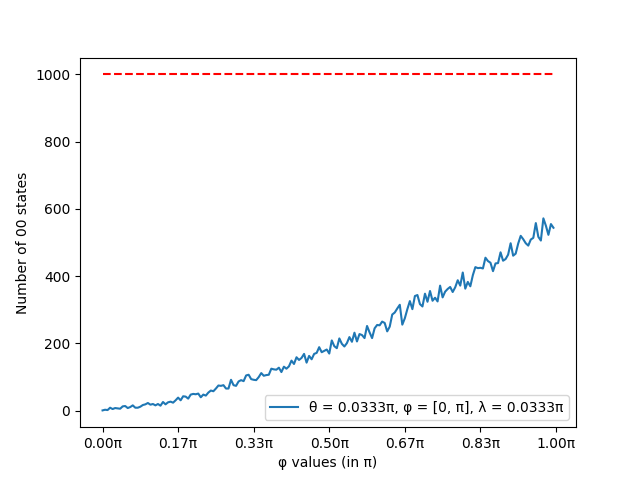 1000
800
600
400
200
0
Number of 00 states
θ = 0.0333π, φ = [0, π], λ = 0.0333π
0.00π 0.17π 0.33π 0.50π 0.67π 0.83π 1.00π
φ values (in π)